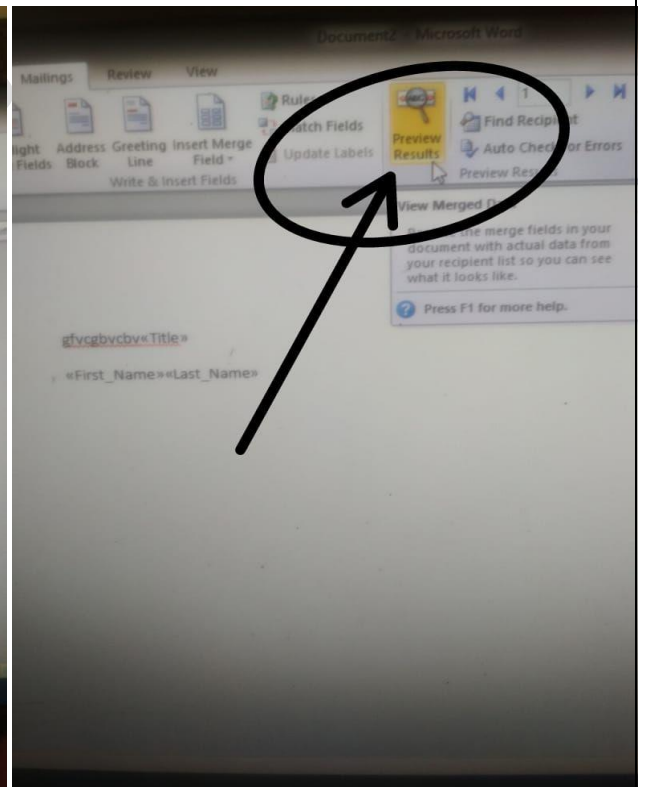 Document2 - Microsoft Word
Mailings Review View
Address Block
Greeting Line
Insert Merge Field
Fields
Write & Insert Fields
Rules
Match Fields
Update Labels
Preview Results
1
Find Recipient
Auto Check for Errors
Preview Results
View Merged
the merge fields in your
document with actual data from
your recipient list so you can see
what it looks like.
Press F1 for more help.
gfvcgbvcbv«Title»
«First_Name»«Last_Name»